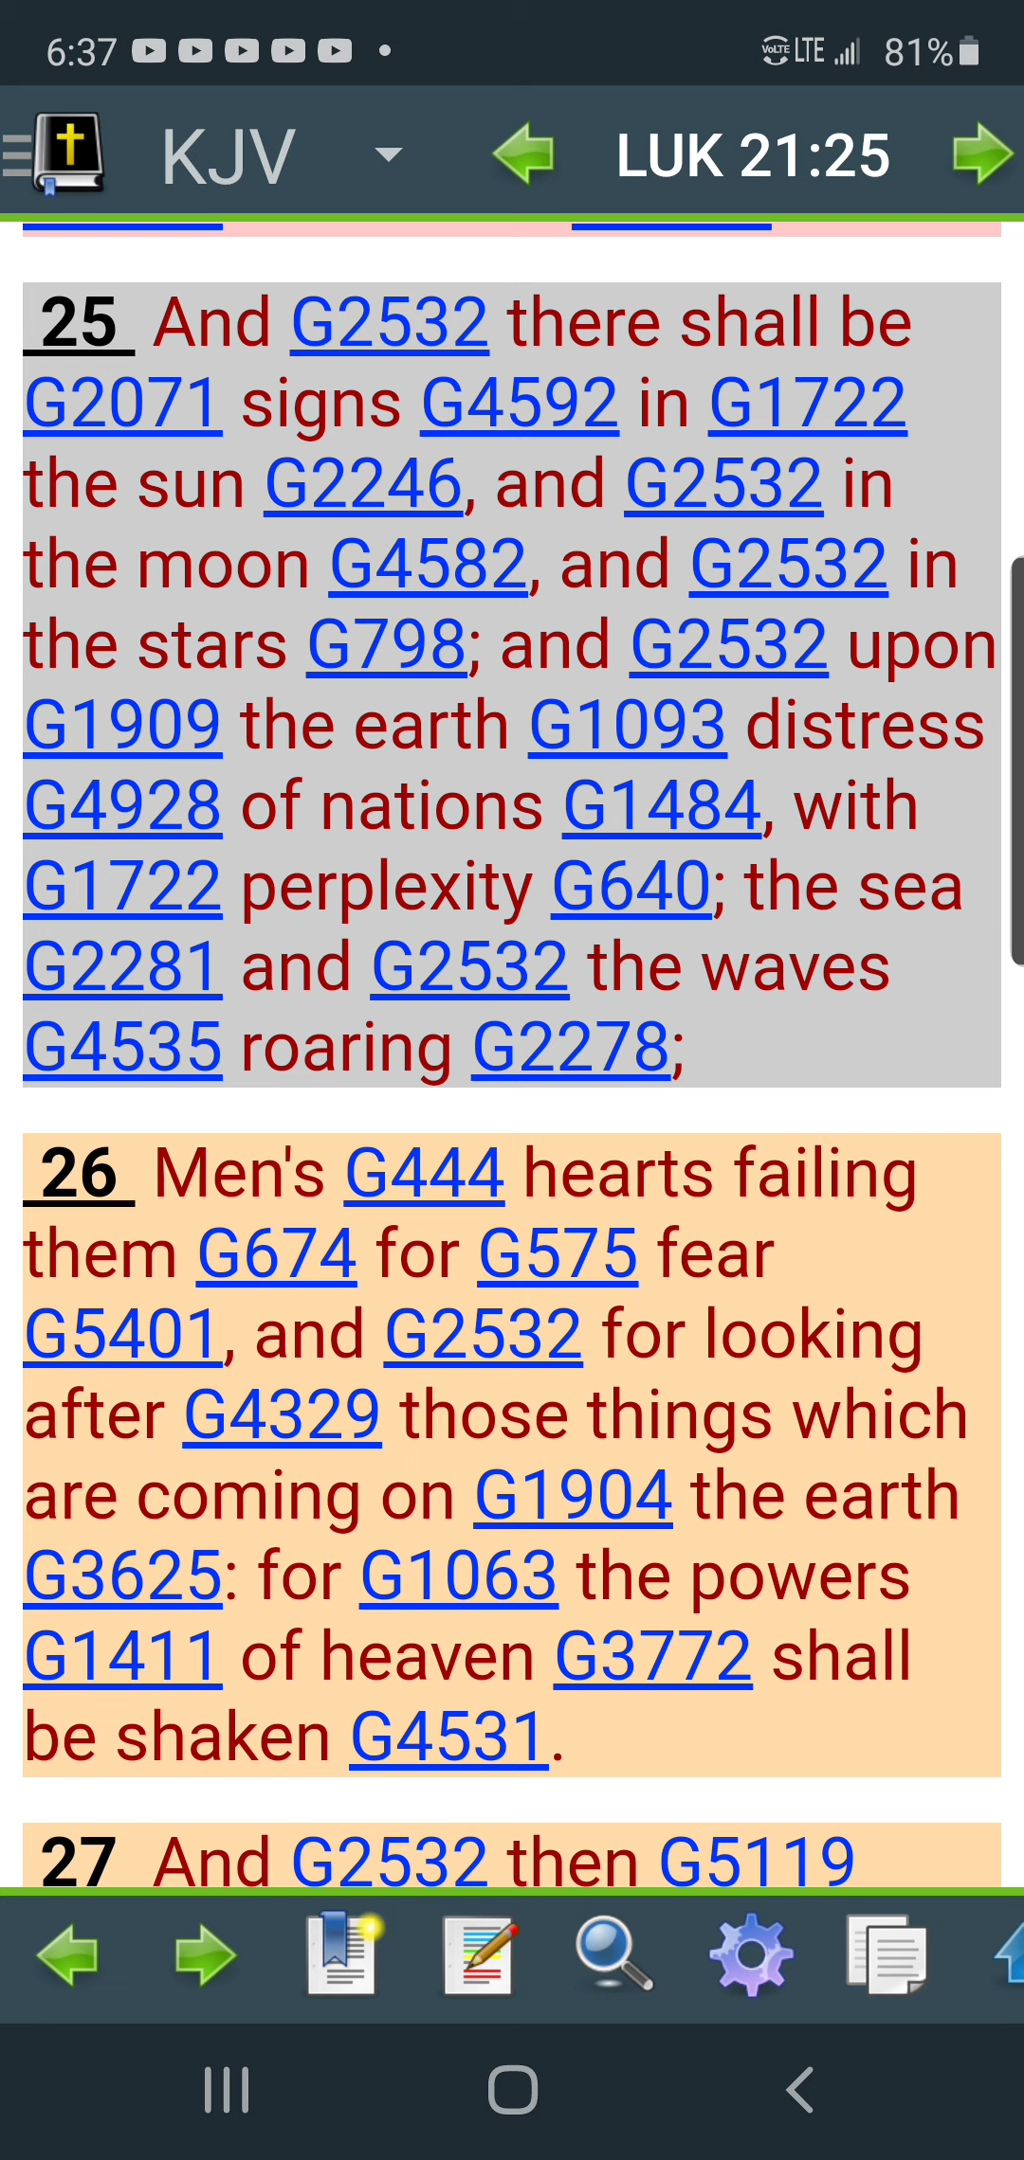 6:37 VoLTE LTE 81%
KJV LUK 21:25
25 And G2532 there shall be
G2071 signs G4592 in G1722
the sun G2246, and G2532 in
the moon G4582, and G2532 in
the stars G798; and G2532 upon
G1909 the earth G1093 distress
G4928 of nations G1484, with
G1722 perplexity G640; the sea
G2281 and G2532 the waves
G4535 roaring G2278;
26 Men's G444 hearts failing
them G674 for G575 fear
G5401, and G2532 for looking
after G4329 those things which
are coming on G1904 the earth
G3625: for G1063 the powers
G1411 of heaven G3772 shall
be shaken G4531.
27 And G2532 then G5119